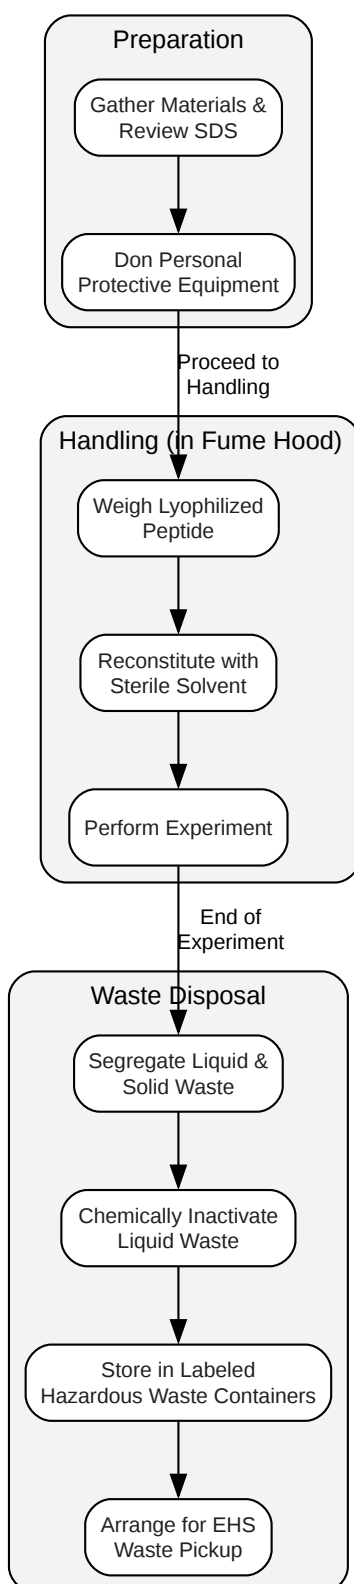 Preparation
Gather Materials &
Review SDS
Don Personal
Protective Equipment
Proceed to
Handling
Handling (in Fume Hood)
Weigh Lyophilized
Peptide
Reconstitute with
Sterile Solvent
Perform Experiment
End of
Experiment
Waste Disposal
Segregate Liquid &
Solid Waste
Chemically Inactivate
Liquid Waste
Store in Labeled
Hazardous Waste Containers
Arrange for EHS
Waste Pickup